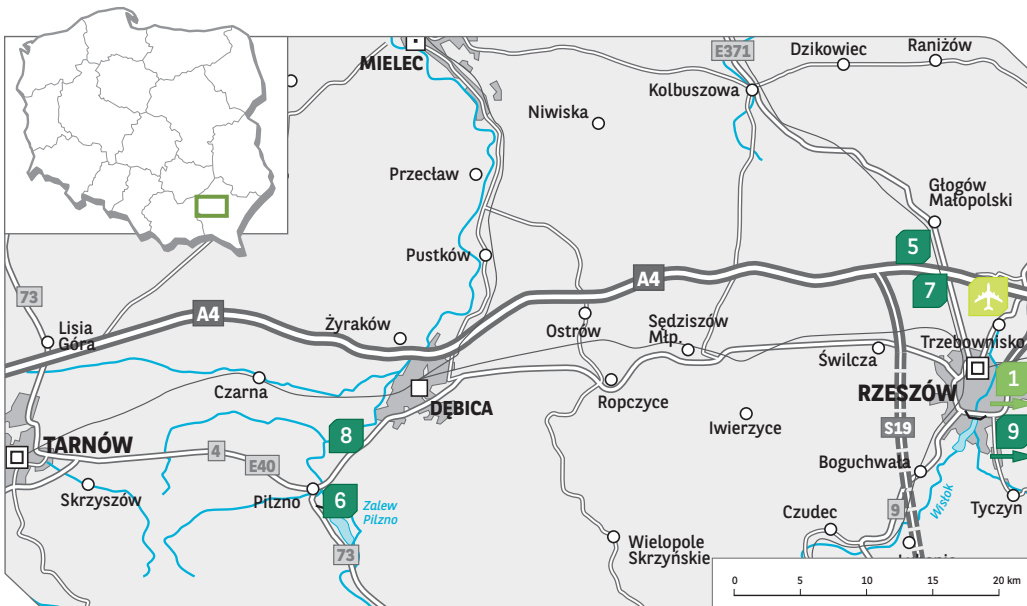 MIELEC
E371
Dzikowiec
Raniżów
Kolbuszowa
Niwiska
Przecław
Głogów
Małopolski
Pustków
5
7
A4
73
A4
Lisia
Góra
Żyraków
Ostrów
Sędziszów
Młp.
Świlcza
Trzebownisko
Czarna
DĘBICA
Ropczyce
RZESZÓW
1
Iwierzyce
S19
9
TARNÓW
4
E40
8
Boguchwała
Skrzyszów
Pilzno
6
Zalew
Pilzno
9
Wisłok
Tyczyn
Czudec
73
Wielopole
Skrzyńskie
0 5 10 15 20 km